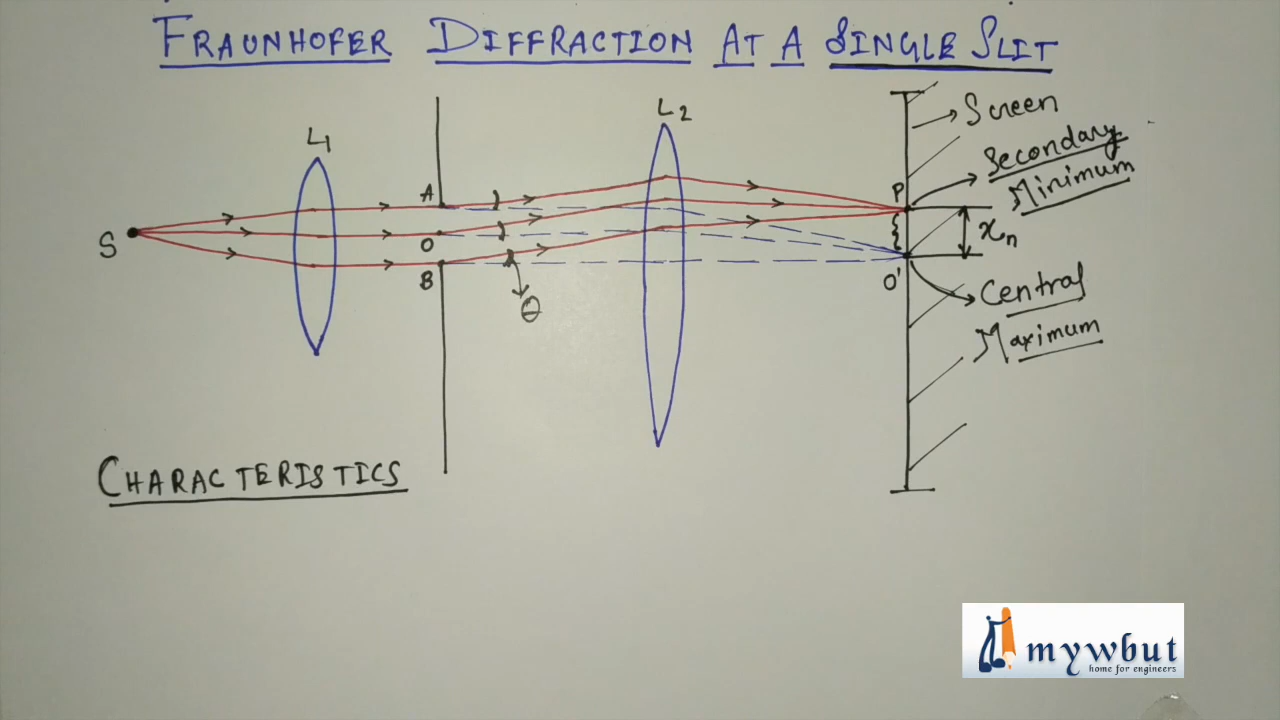 FRAUNHOFER DIFFRACTION AT A SINGLE SLIT
L1
L2
Screen
Secondary
Minimum
A
P
S
O
xn
B
θ
O'
Central
Maximum
CHARACTERISTICS
mywbut
home for engineers